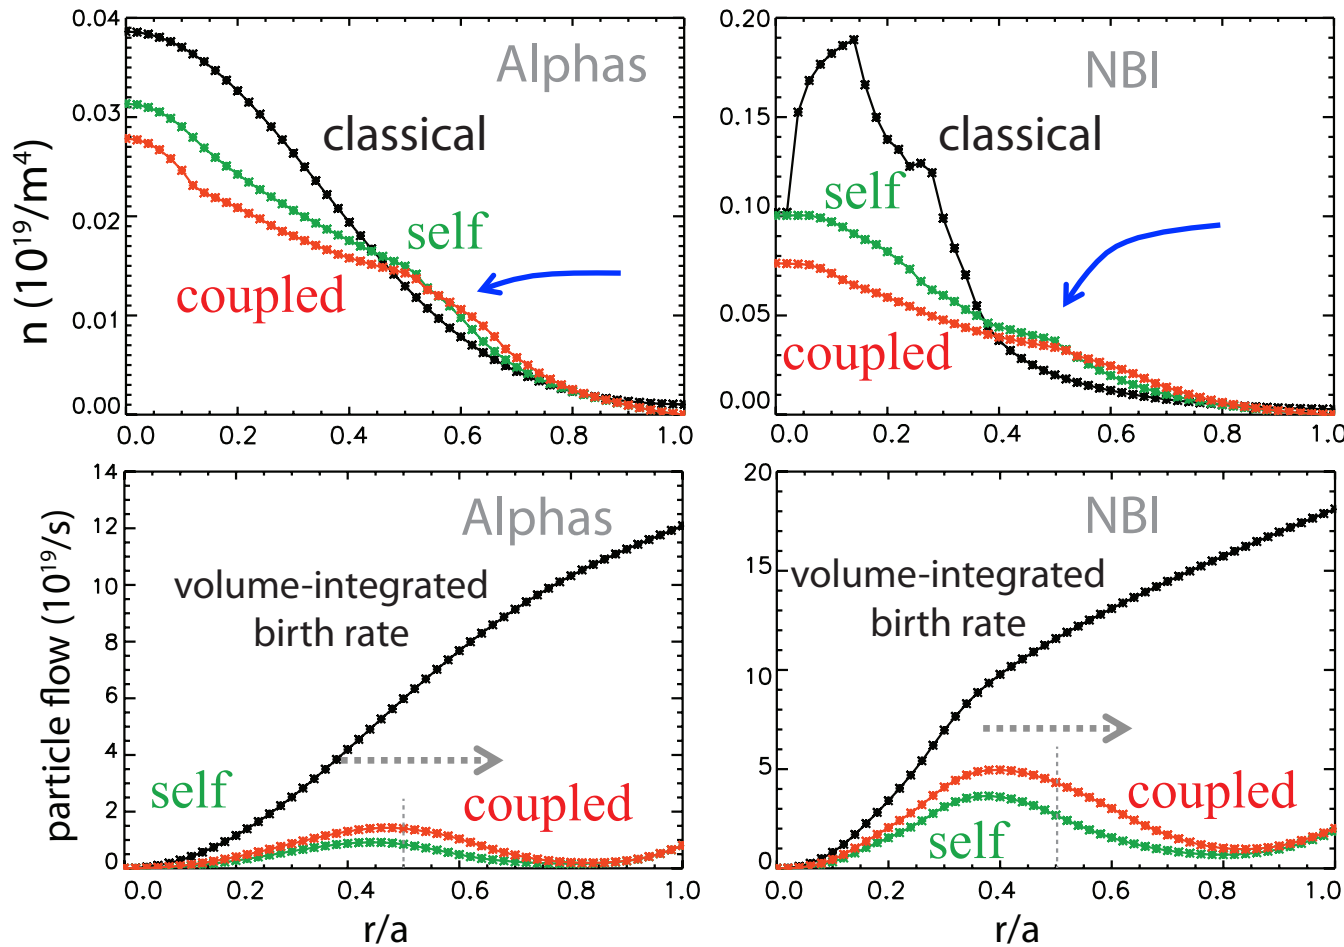 Alphas
classical
self
coupled
n (10¹⁹/m⁴)
0.04
0.03
0.02
0.01
0.00
0.0 0.2 0.4 0.6 0.8 1.0
NBI
classical
self
coupled
0.20
0.15
0.10
0.05
0.00
0.0 0.2 0.4 0.6 0.8 1.0
Alphas
volume-integrated
birth rate
self
coupled
particle flow (10¹⁹/s)
14
12
10
8
6
4
2
0
0.0 0.2 0.4 0.6 0.8 1.0
r/a
NBI
volume-integrated
birth rate
coupled
self
20
15
10
5
0
0.0 0.2 0.4 0.6 0.8 1.0
r/a